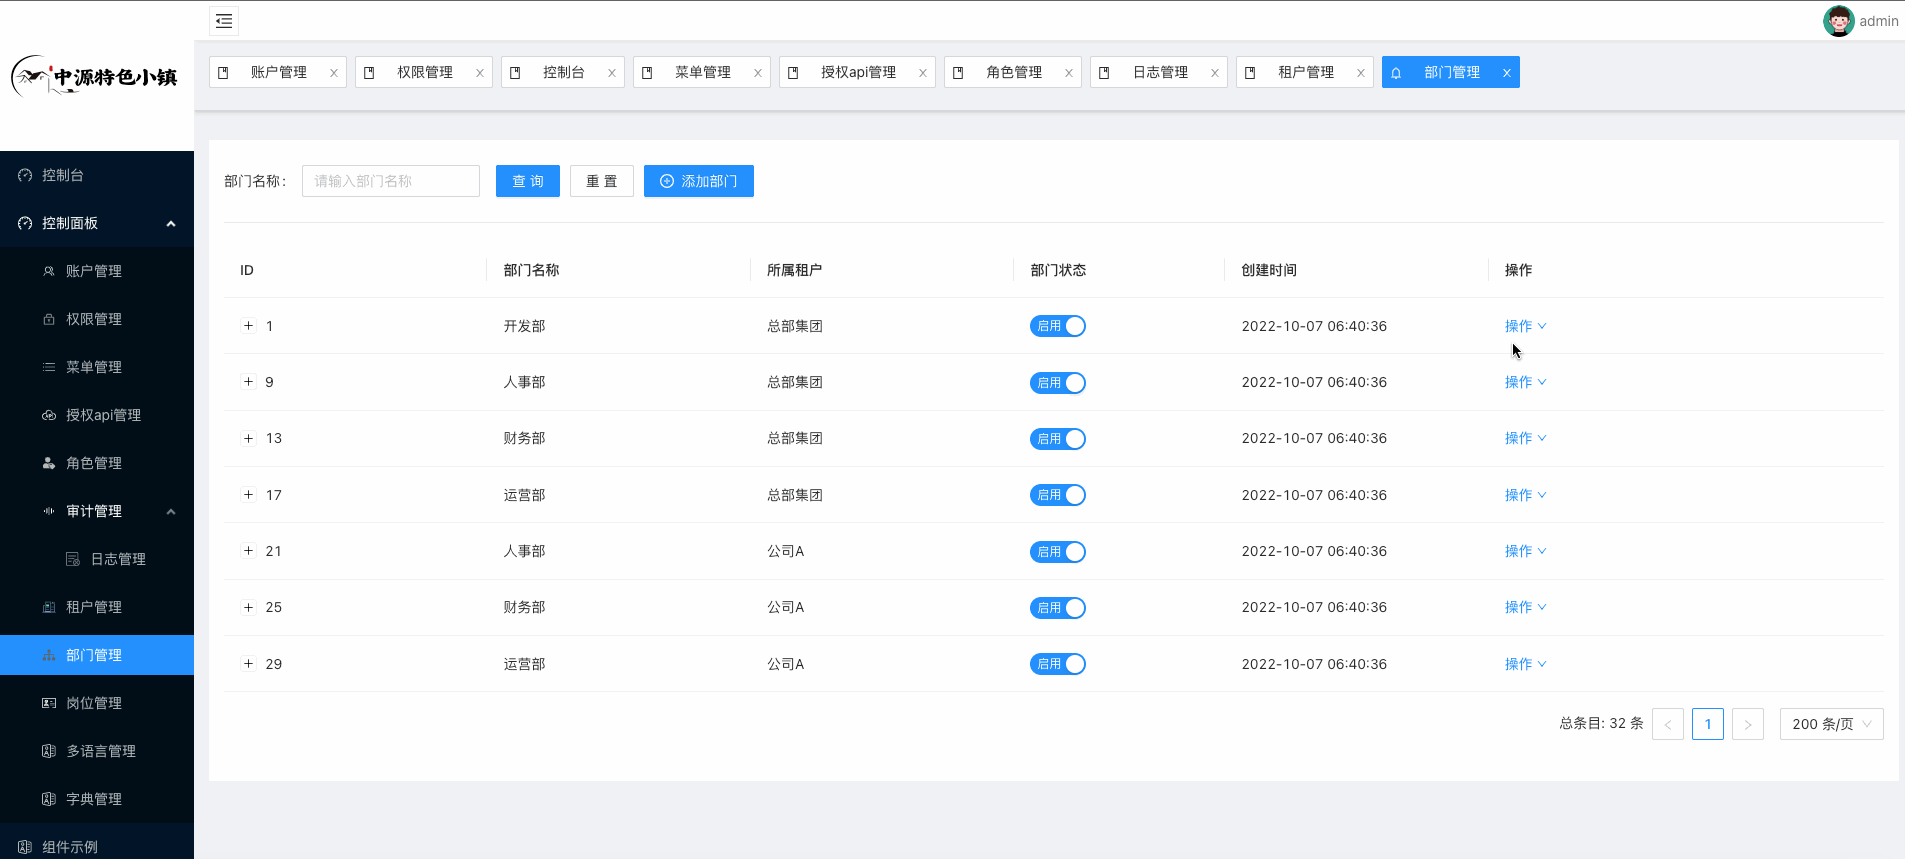 admin
中源特色小镇
账户管理
权限管理
控制台
菜单管理
授权api管理
角色管理
日志管理
租户管理
部门管理
控制台
控制面板
账户管理
权限管理
菜单管理
授权api管理
角色管理
审计管理
日志管理
租户管理
部门管理
岗位管理
多语言管理
字典管理
组件示例
部门名称: 请输入部门名称 查 询 重 置 添加部门
ID 部门名称 所属租户 部门状态 创建时间 操作
1 开发部 总部集团 启用 2022-10-07 06:40:36 操作
9 人事部 总部集团 启用 2022-10-07 06:40:36 操作
13 财务部 总部集团 启用 2022-10-07 06:40:36 操作
17 运营部 总部集团 启用 2022-10-07 06:40:36 操作
21 人事部 公司A 启用 2022-10-07 06:40:36 操作
25 财务部 公司A 启用 2022-10-07 06:40:36 操作
29 运营部 公司A 启用 2022-10-07 06:40:36 操作
总条目: 32 条 < 1 > 200 条/页